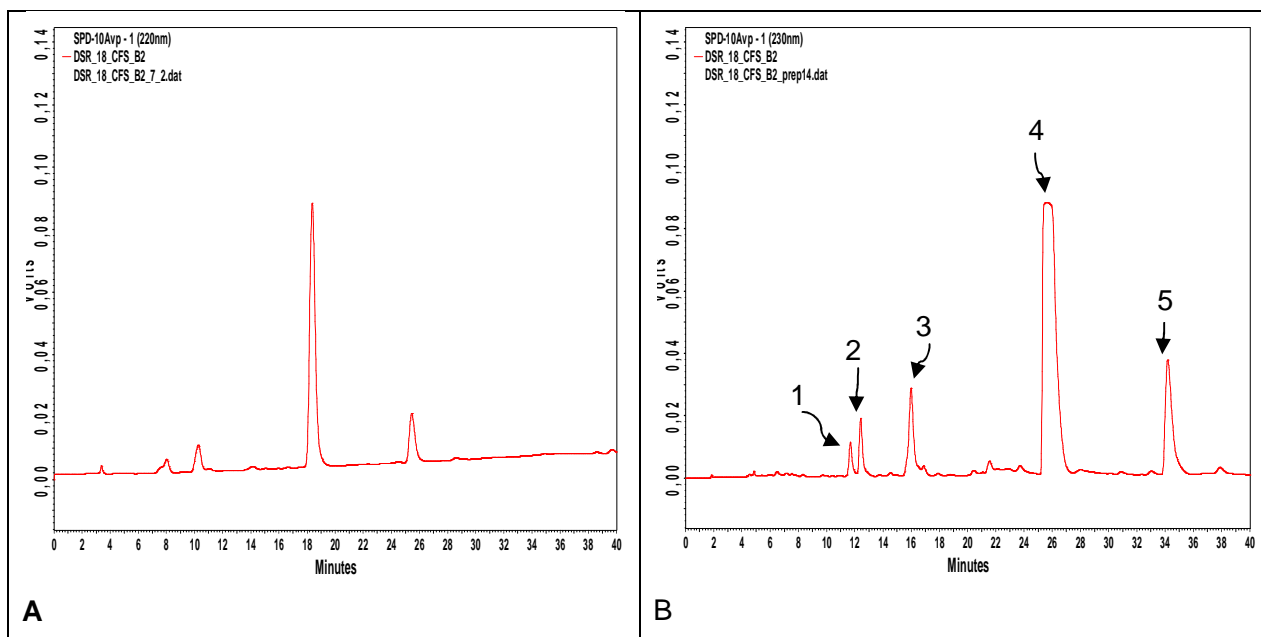 SPD-10Avp - 1 (220nm)
DSR_18_CFS_B2
DSR_18_CFS_B2_7_2.dat
0,14
0,12
0,10
0,08
0,06
0,04
0,02
0,00
0 2 4 6 8 10 12 14 16 18 20 22 24 26 28 30 32 34 36 38 40
Minutes
A
SPD-10Avp - 1 (230nm)
DSR_18_CFS_B2
DSR_18_CFS_B2_prep14.dat
0,14
0,12
0,10
0,08
0,06
0,04
0,02
0,00
1
2
3
4
5
0 2 4 6 8 10 12 14 16 18 20 22 24 26 28 30 32 34 36 38 40
Minutes
B